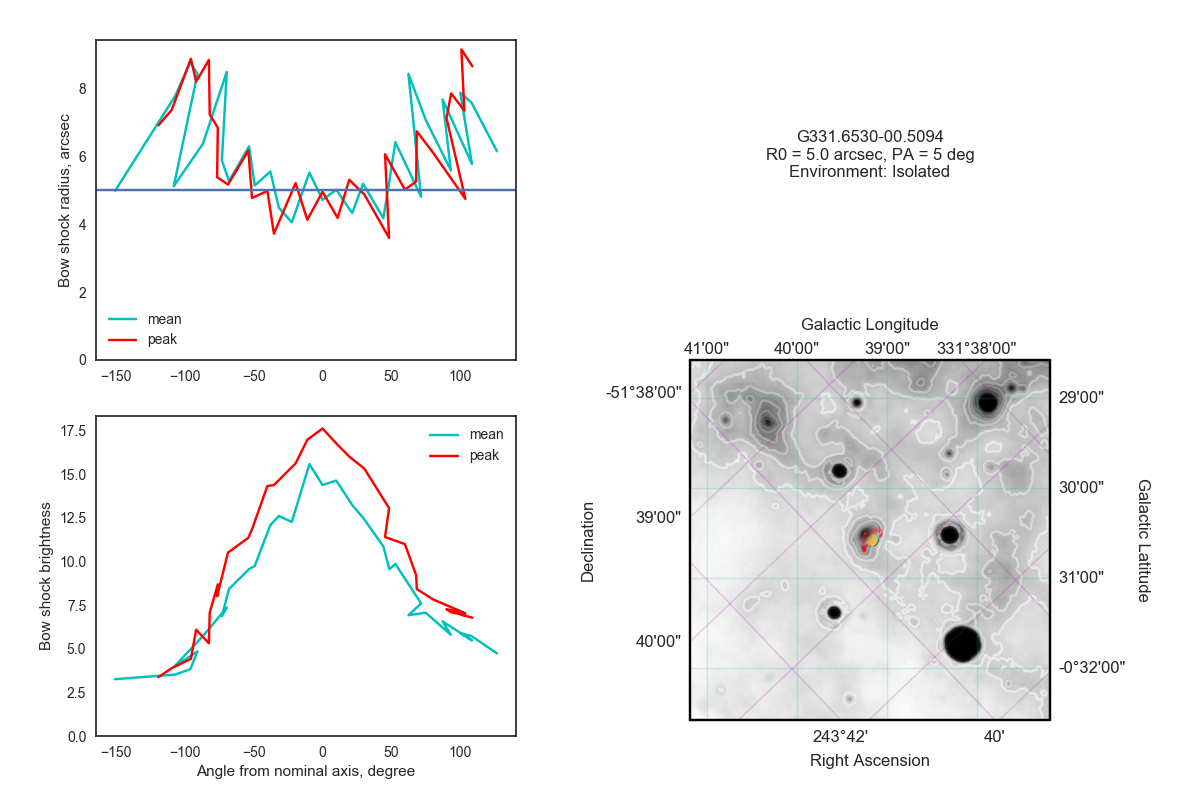 Bow shock radius, arcsec
8
6
4
2
0
mean
peak
−150
−100
−50
0
50
100
Bow shock brightness
17.5
15.0
12.5
10.0
7.5
5.0
2.5
0.0
mean
peak
−150
−100
−50
0
50
100
Angle from nominal axis, degree
G331.6530-00.5094
R0 = 5.0 arcsec, PA = 5 deg
Environment: Isolated
Galactic Longitude
41'00" 40'00" 39'00" 331°38'00"
-51°38'00"
39'00"
40'00"
Declination
29'00"
30'00"
31'00"
-0°32'00"
Galactic Latitude
243°42' 40'
Right Ascension